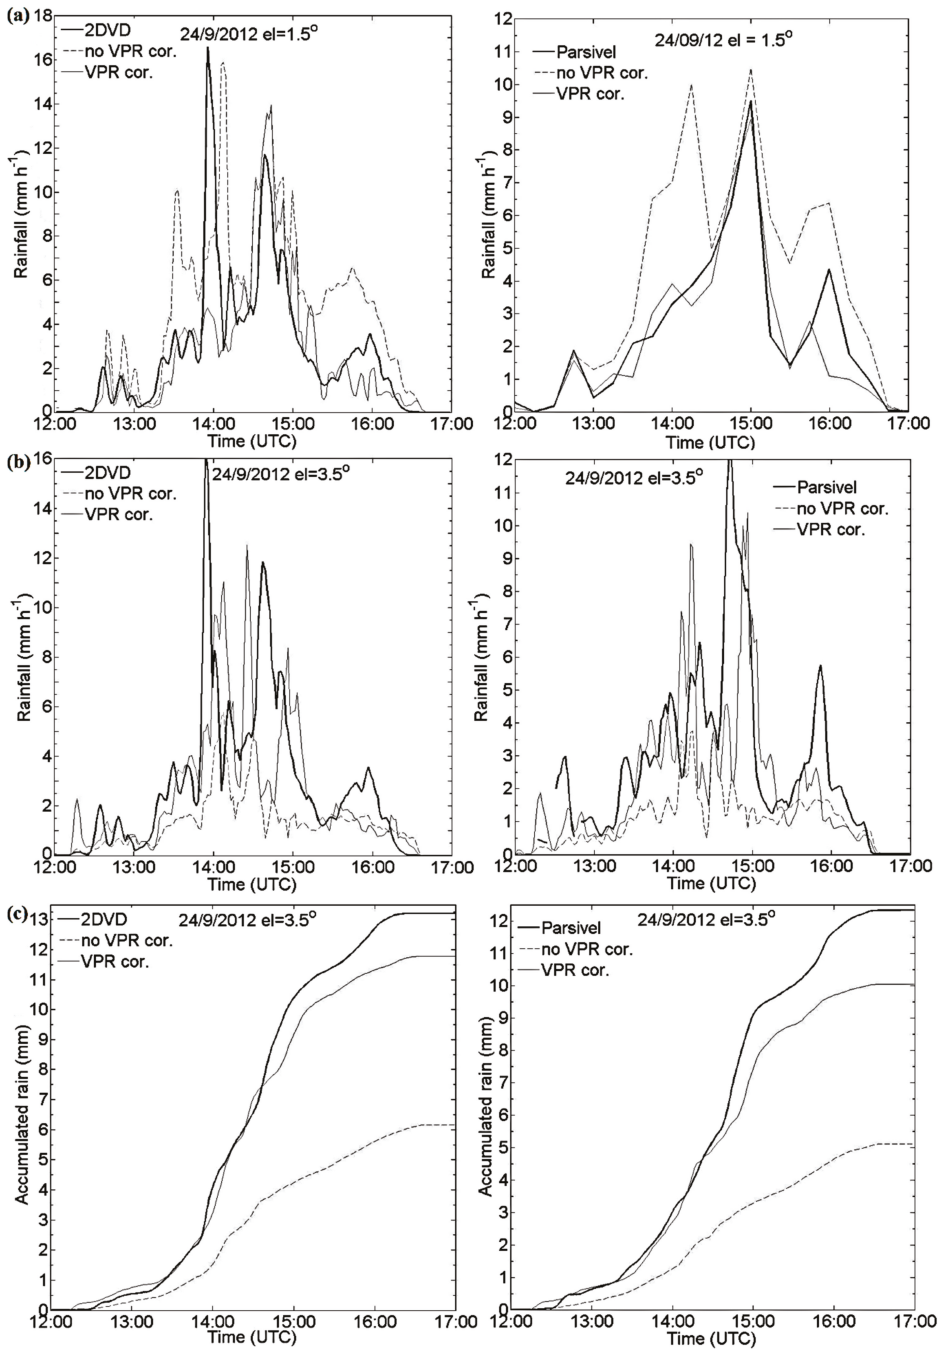 (a)
18
16
14
12
10
8
6
4
2
0
Rainfall (mm h-1)
2DVD
no VPR cor.
VPR cor.
24/9/2012 el=1.5o
12:00 13:00 14:00 15:00 16:00 17:00
Time (UTC)
11
10
9
8
7
6
5
4
3
2
1
0
Rainfall (mm h-1)
24/09/12 el = 1.5o
Parsivel
no VPR cor.
VPR cor.
12:00 13:00 14:00 15:00 16:00 17:00
Time (UTC)
(b)
16
14
12
10
8
6
4
2
0
Rainfall (mm h-1)
2DVD
no VPR cor.
VPR cor.
24/9/2012 el=3.5o
12:00 13:00 14:00 15:00 16:00 17:00
Time (UTC)
12
11
10
9
8
7
6
5
4
3
2
1
0
Rainfall (mm h-1)
24/9/2012 el=3.5o
Parsivel
no VPR cor.
VPR cor.
12:00 13:00 14:00 15:00 16:00 17:00
Time (UTC)
(c)
13
12
11
10
9
8
7
6
5
4
3
2
1
0
Accumulated rain (mm)
2DVD
no VPR cor.
VPR cor.
24/9/2012 el=3.5o
12:00 13:00 14:00 15:00 16:00 17:00
Time (UTC)
12
11
10
9
8
7
6
5
4
3
2
1
0
Accumulated rain (mm)
24/9/2012 el=3.5o
Parsivel
no VPR cor.
VPR cor.
12:00 13:00 14:00 15:00 16:00 17:00
Time (UTC)